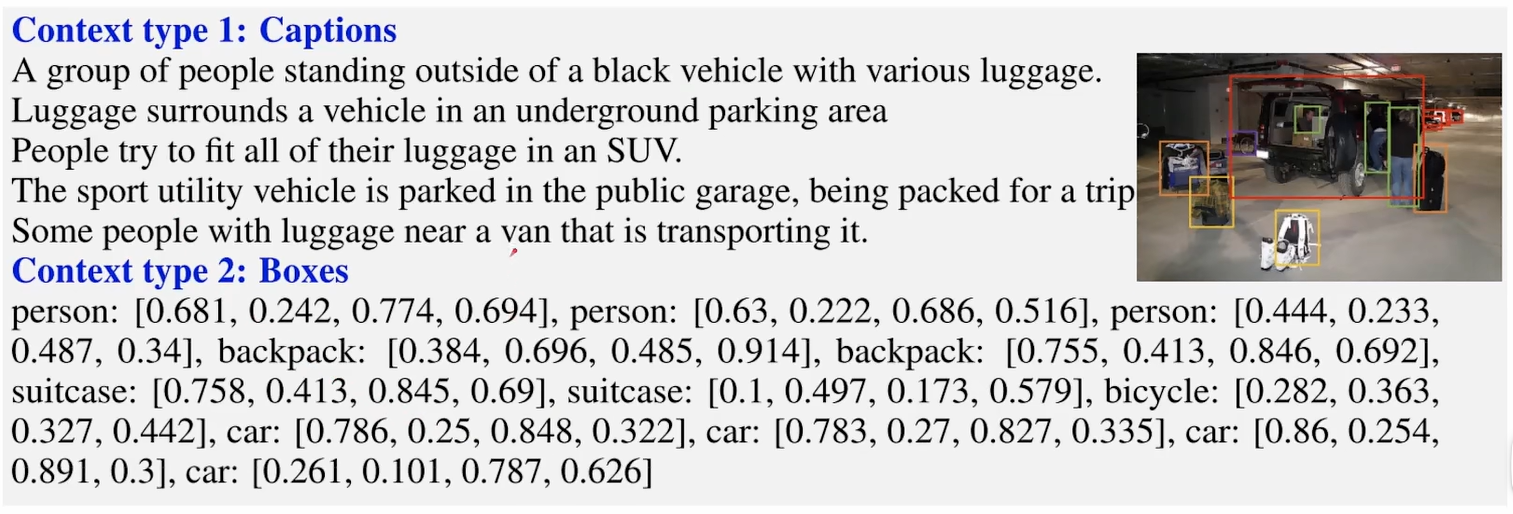 Context type 1: Captions
A group of people standing outside of a black vehicle with various luggage.
Luggage surrounds a vehicle in an underground parking area
People try to fit all of their luggage in an SUV.
The sport utility vehicle is parked in the public garage, being packed for a trip
Some people with luggage near a van that is transporting it.
Context type 2: Boxes
person: [0.681, 0.242, 0.774, 0.694], person: [0.63, 0.222, 0.686, 0.516], person: [0.444, 0.233,
0.487, 0.34], backpack: [0.384, 0.696, 0.485, 0.914], backpack: [0.755, 0.413, 0.846, 0.692],
suitcase: [0.758, 0.413, 0.845, 0.69], suitcase: [0.1, 0.497, 0.173, 0.579], bicycle: [0.282, 0.363,
0.327, 0.442], car: [0.786, 0.25, 0.848, 0.322], car: [0.783, 0.27, 0.827, 0.335], car: [0.86, 0.254,
0.891, 0.3], car: [0.261, 0.101, 0.787, 0.626]